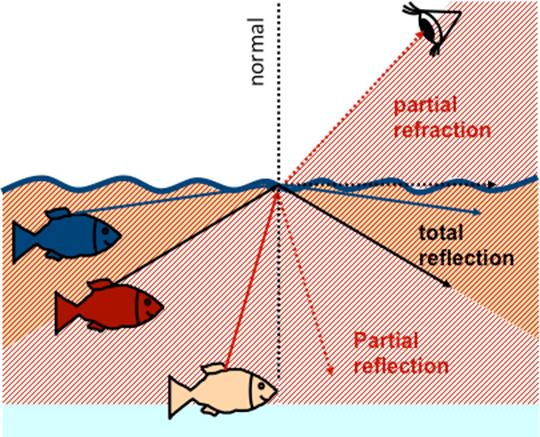 normal
partial
refraction
total
reflection
Partial
reflection